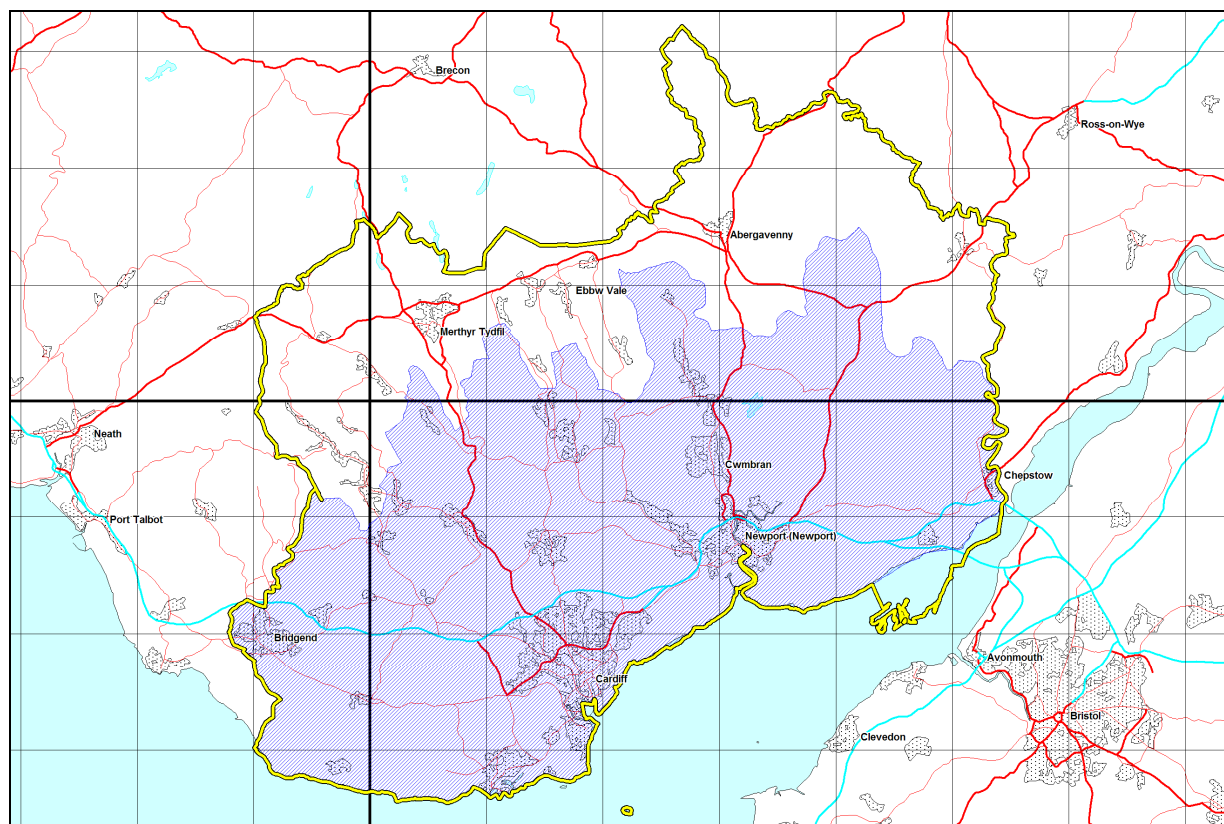 Brecon
Ross-on-Wye
Abergavenny
Ebbw Vale
Merthyr Tydfil
Neath
Cwmbran
Chepstow
Port Talbot
Newport (Newport)
Bridgend
Avonmouth
Cardiff
Bristol
Clevedon